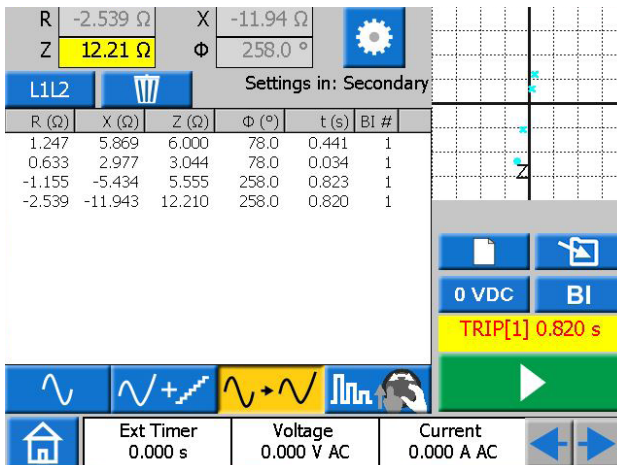 R -2.539 Ω X -11.94 Ω
Z 12.21 Ω Φ 258.0 °
L1L2 Settings in: Secondary
R (Ω) X (Ω) Z (Ω) Φ (°) t (s) BI #
1.247 5.869 6.000 78.0 0.441 1
0.633 2.977 3.044 78.0 0.034 1
-1.155 -5.434 5.555 258.0 0.823 1
-2.539 -11.943 12.210 258.0 0.820 1
Z
0 VDC BI
TRIP[1] 0.820 s
Ext Timer Voltage Current
0.000 s 0.000 V AC 0.000 A AC